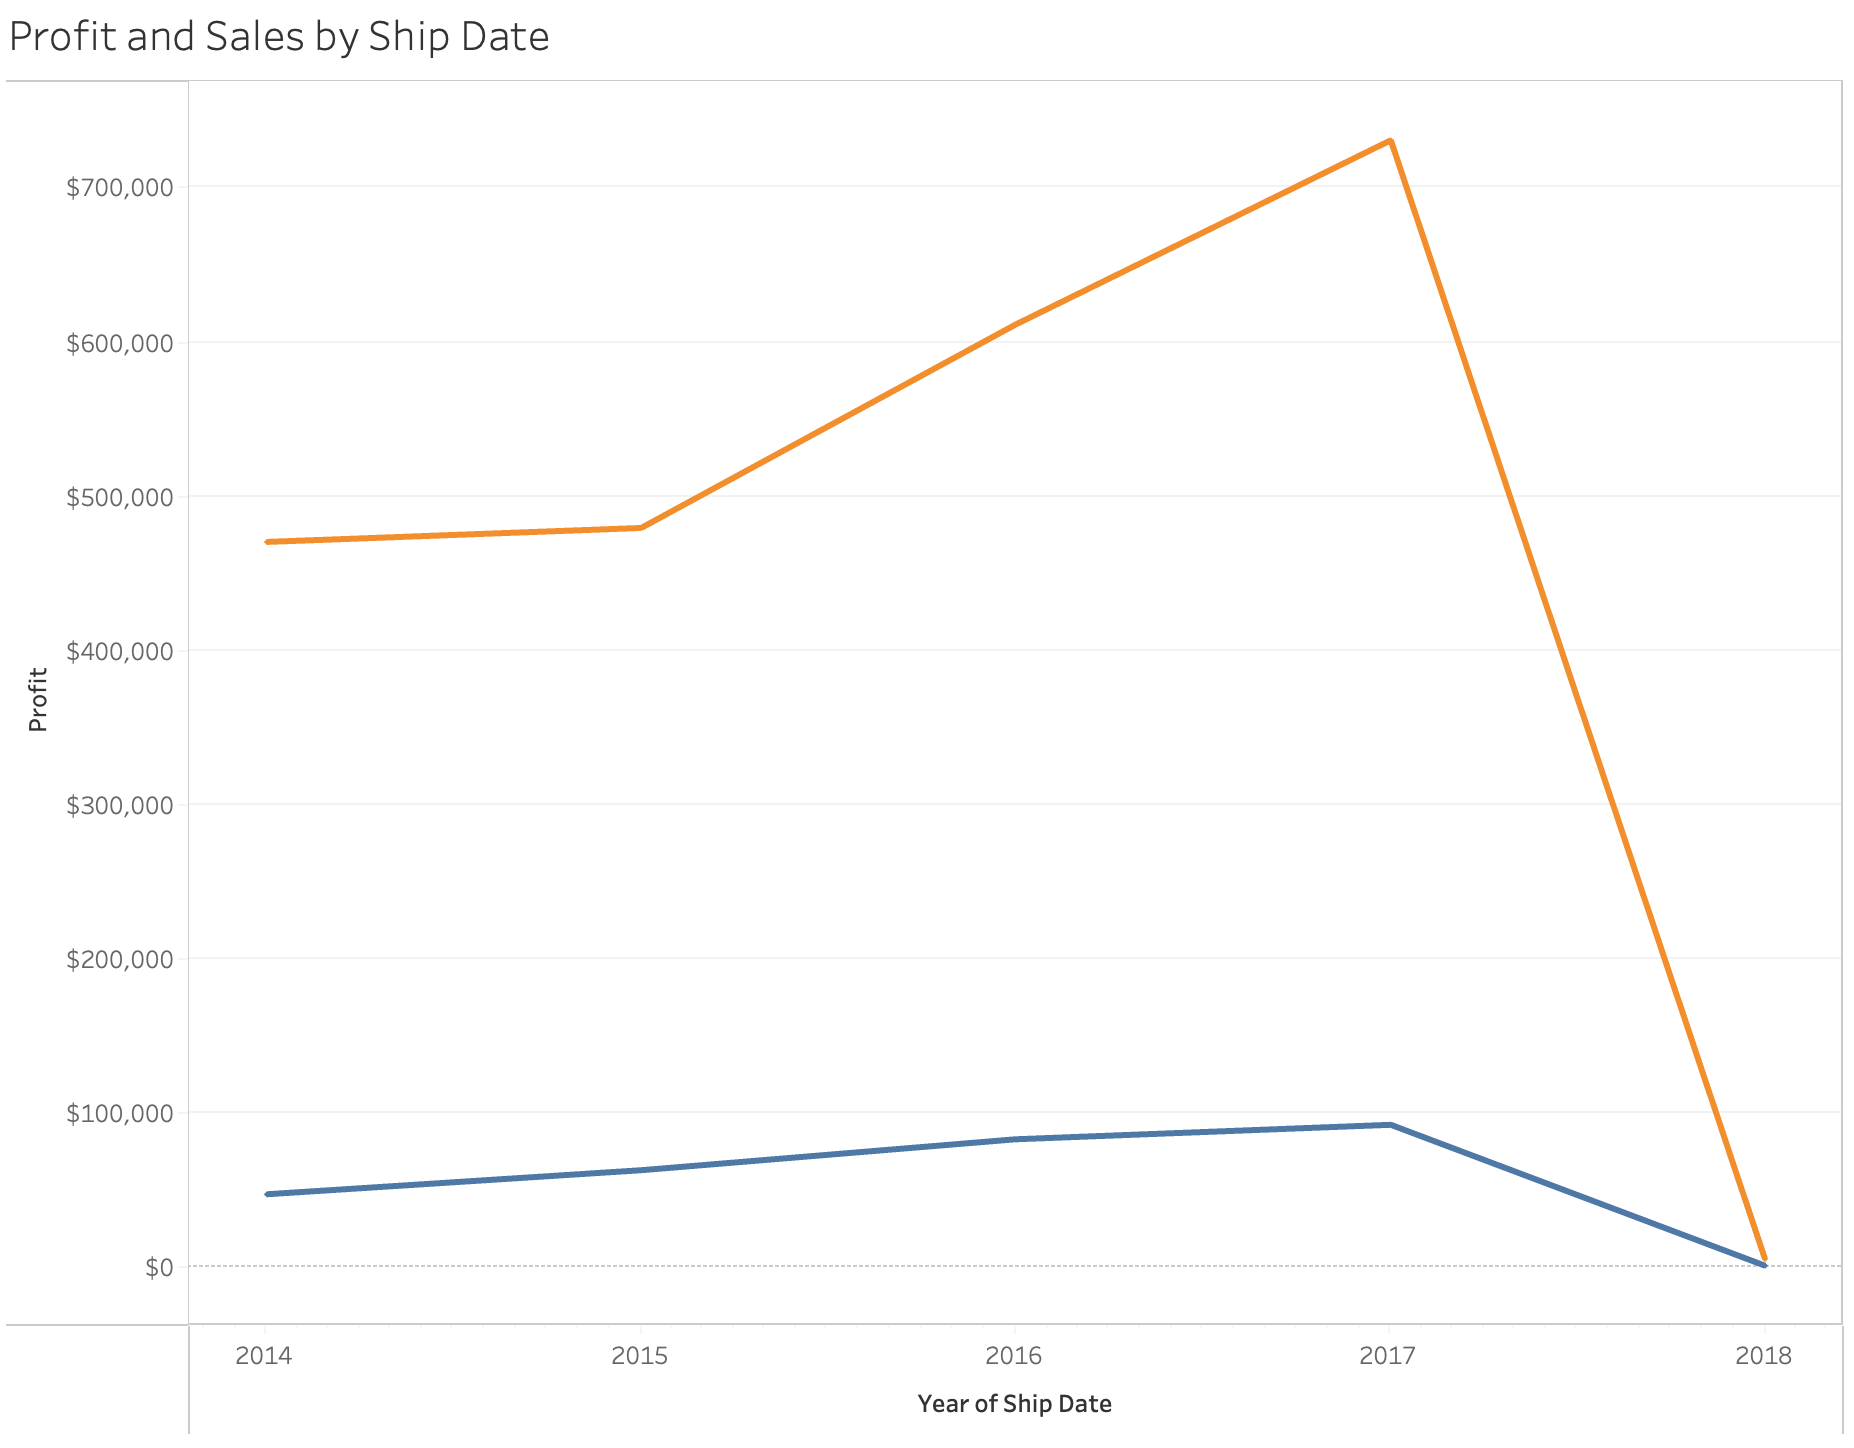 Profit and Sales by Ship Date
$700,000
$600,000
$500,000
$400,000
$300,000
$200,000
$100,000
$0
Profit
2014 2015 2016 2017 2018
Year of Ship Date